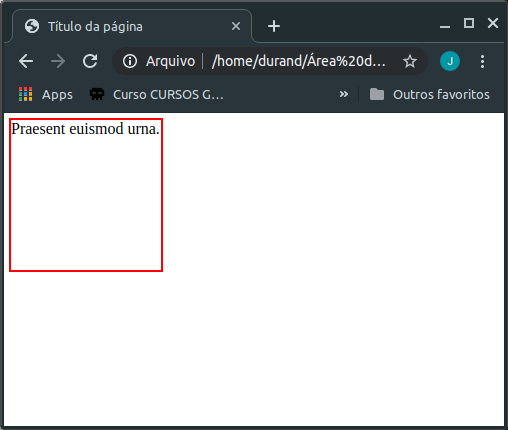 Título da página
Arquivo | /home/durand/Área%20d...
J
Apps Curso CURSOS G... » Outros favoritos
Praesent euismod urna.